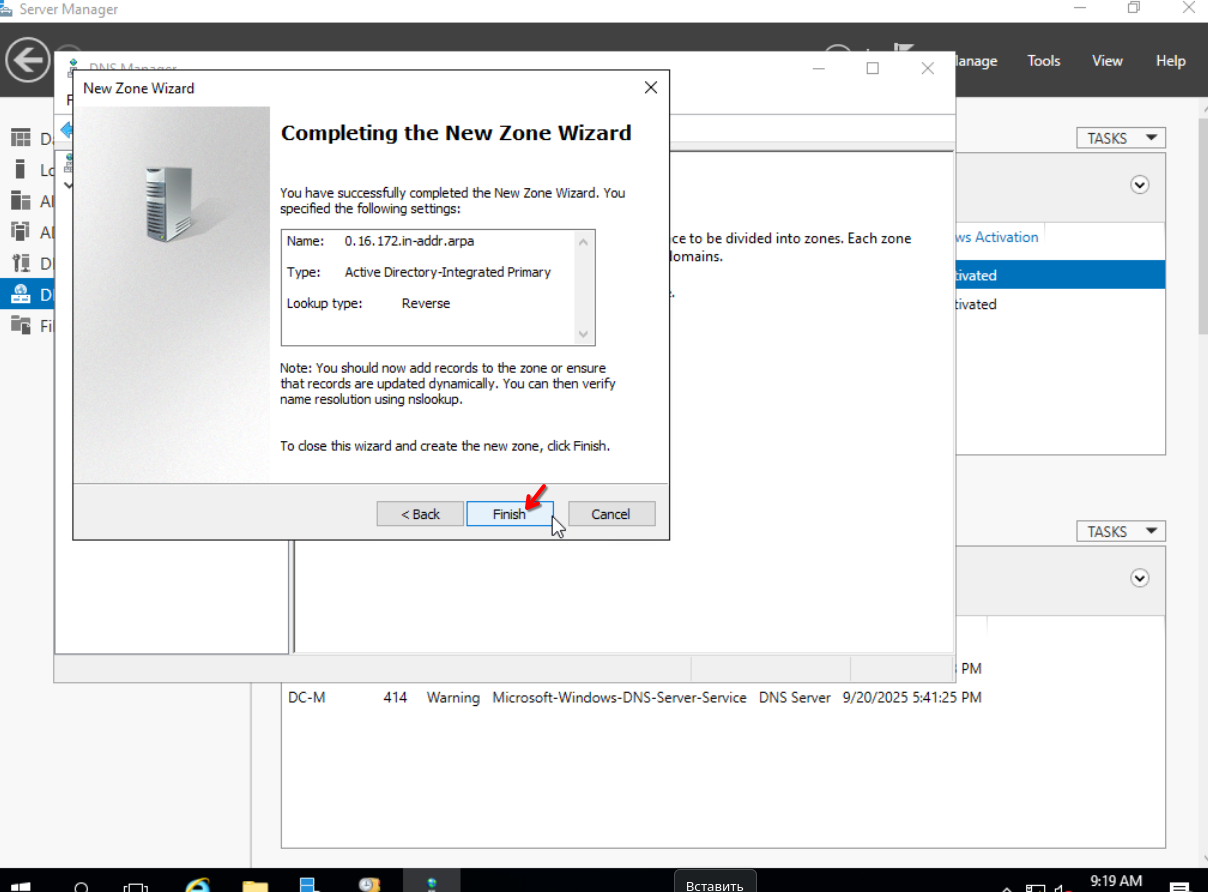 Server Manager
Manage Tools View Help
DNS Manager
New Zone Wizard
Completing the New Zone Wizard
You have successfully completed the New Zone Wizard. You
specified the following settings:
Name: 0.16.172.in-addr.arpa
Type: Active Directory-Integrated Primary
Lookup type: Reverse
Note: You should now add records to the zone or ensure
that records are updated dynamically. You can then verify
name resolution using nslookup.
To close this wizard and create the new zone, click Finish.
< Back Finish Cancel
TASKS
ce to be divided into zones. Each zone
domains.
ws Activation
tivated
tivated
TASKS
PM
DC-M 414 Warning Microsoft-Windows-DNS-Server-Service DNS Server 9/20/2025 5:41:25 PM
Вставить
9:19 AM